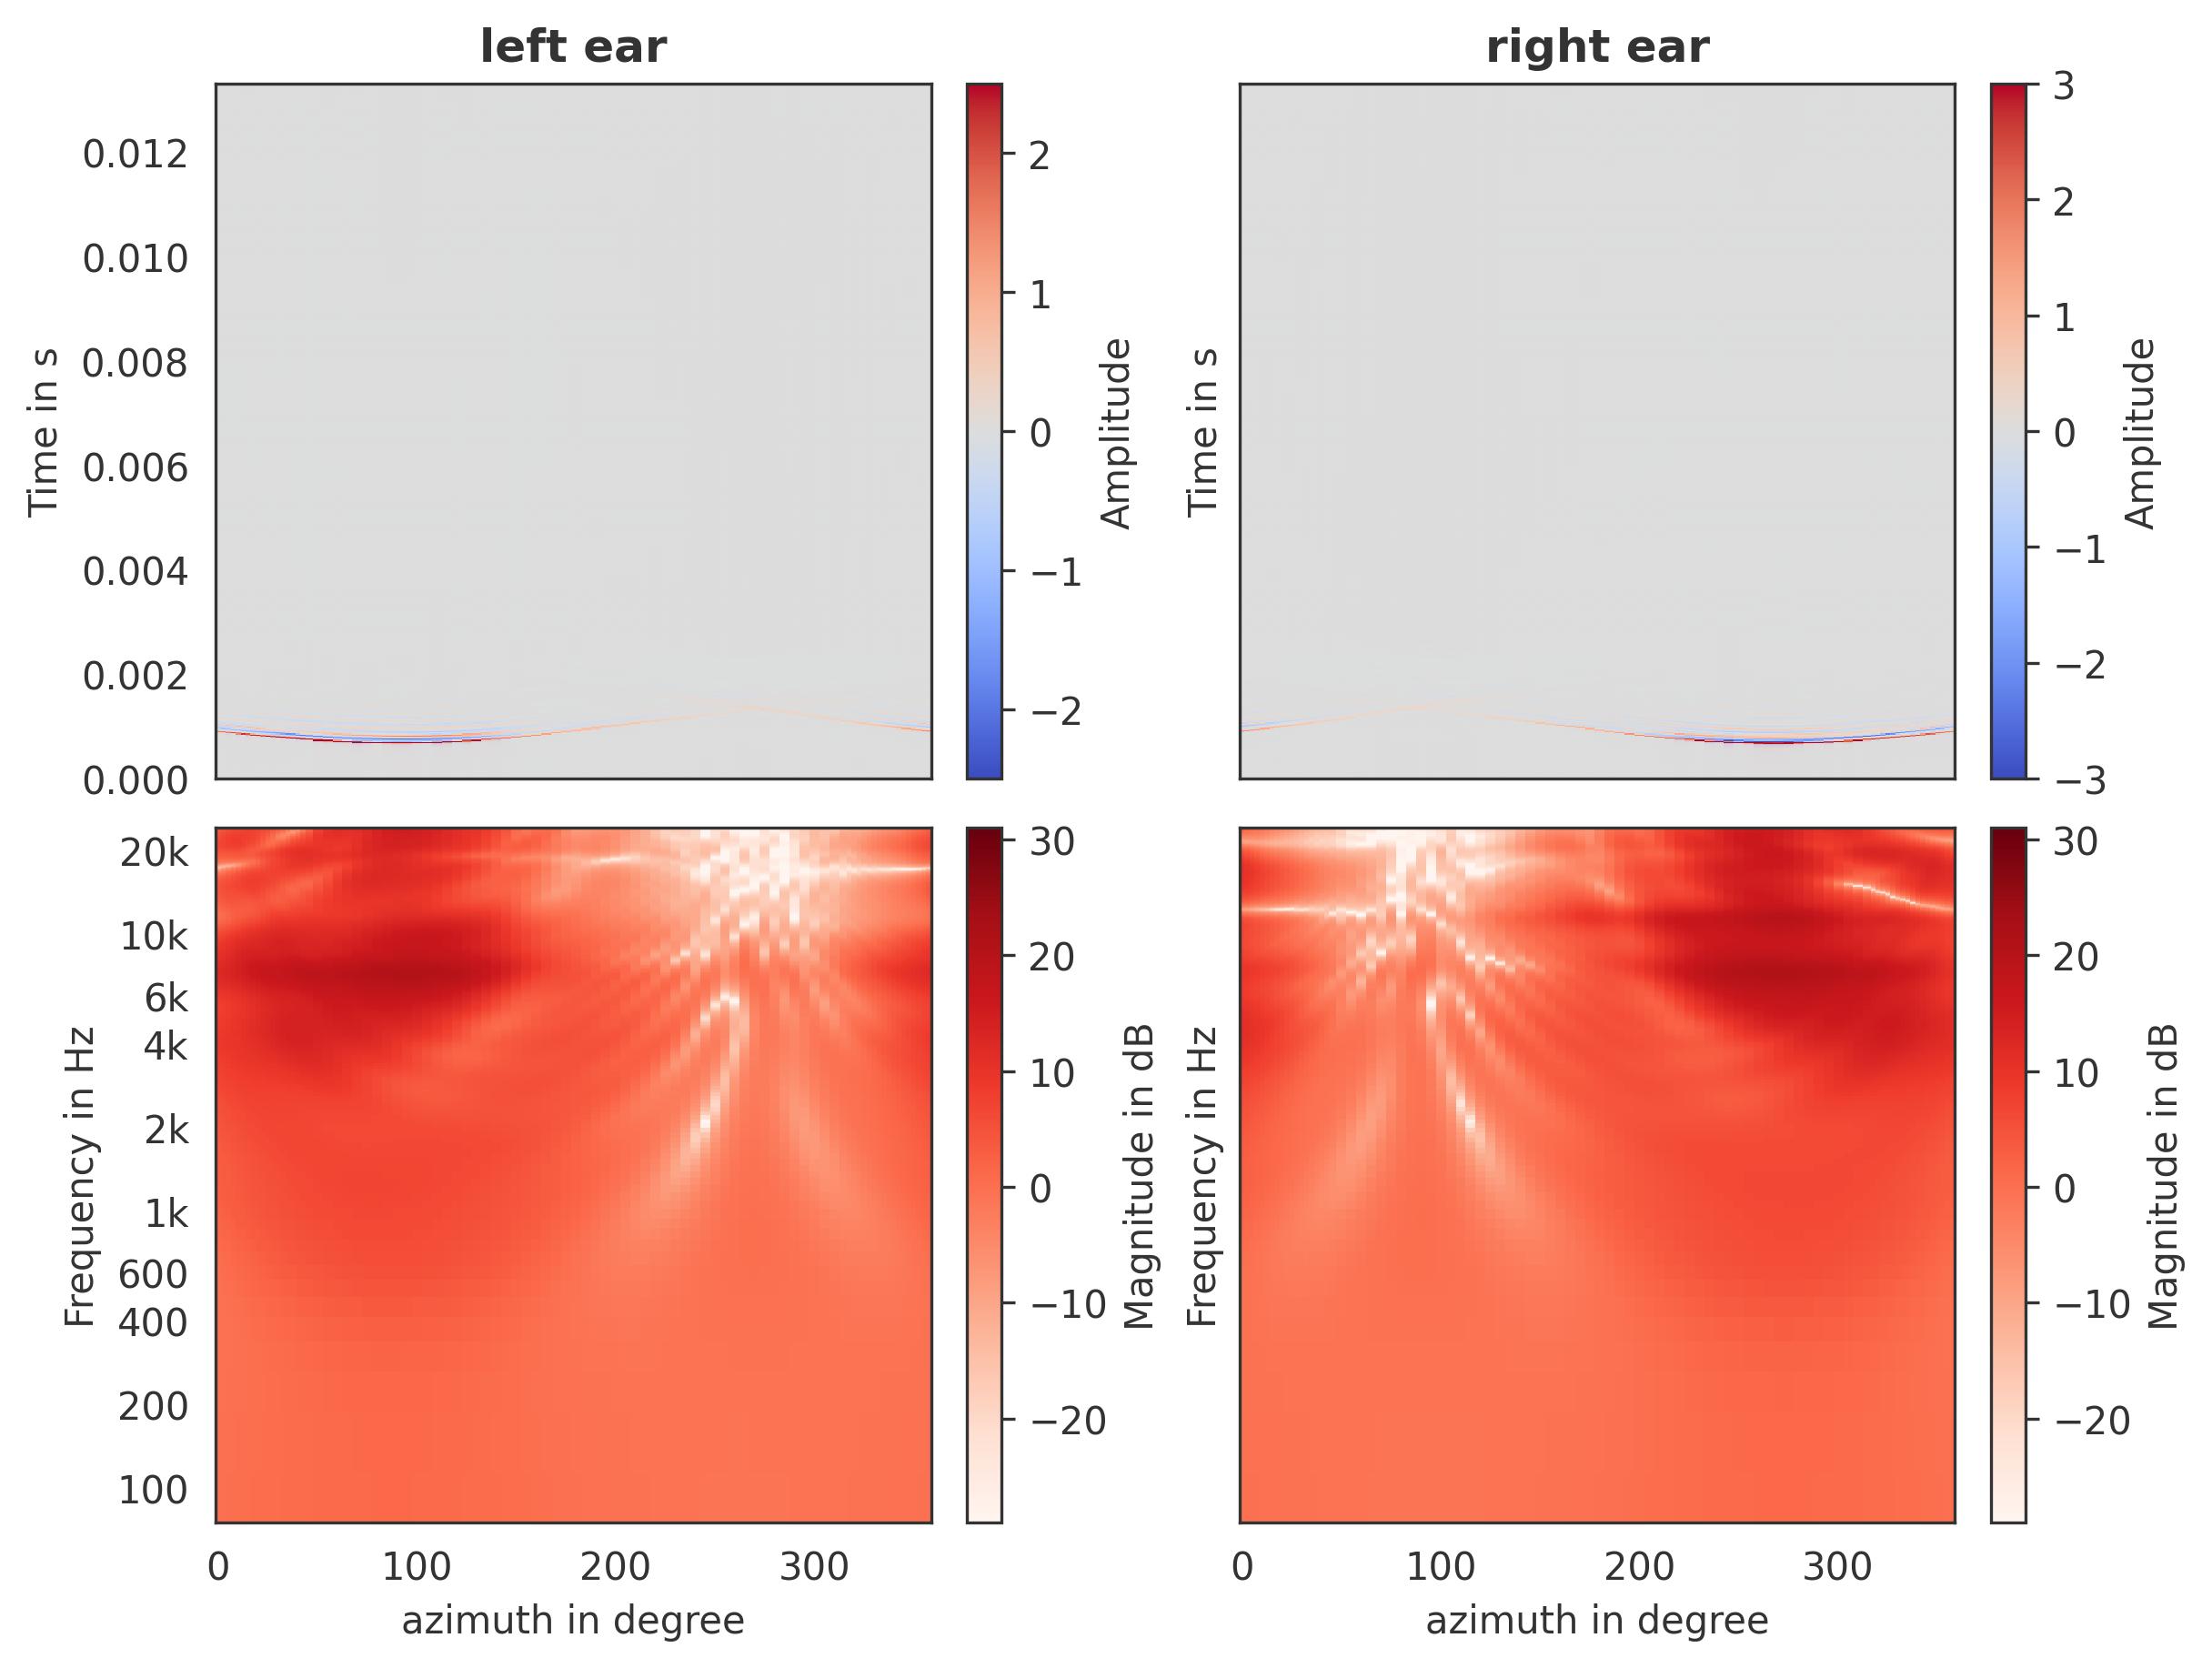 left ear
right ear
Time in s
0.012
0.010
0.008
0.006
0.004
0.002
0.000
2
1
0
−1
−2
Amplitude
Time in s
3
2
1
0
−1
−2
−3
Amplitude
Frequency in Hz
20k
10k
6k
4k
2k
1k
600
400
200
100
0 100 200 300
azimuth in degree
30
20
10
0
−10
−20
Magnitude in dB
Frequency in Hz
0 100 200 300
azimuth in degree
30
20
10
0
−10
−20
Magnitude in dB